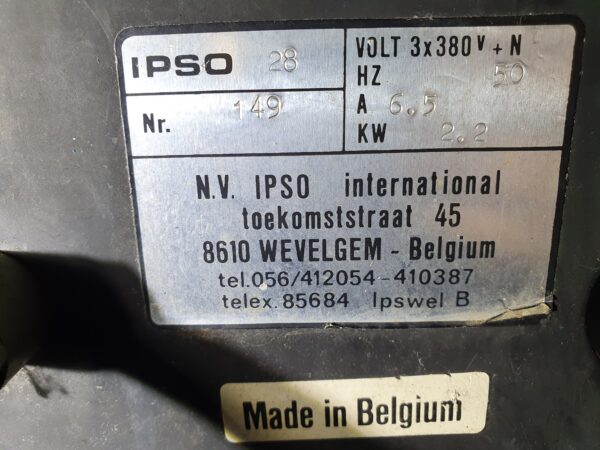 IPSO 28
Nr. 149
VOLT 3x380V + N
HZ 50
A 6.5
KW 2.2
N.V. IPSO international
toekomststraat 45
8610 WEVELGEM - Belgium
tel.056/412054-410387
telex.85684 Ipswel B
Made in Belgium